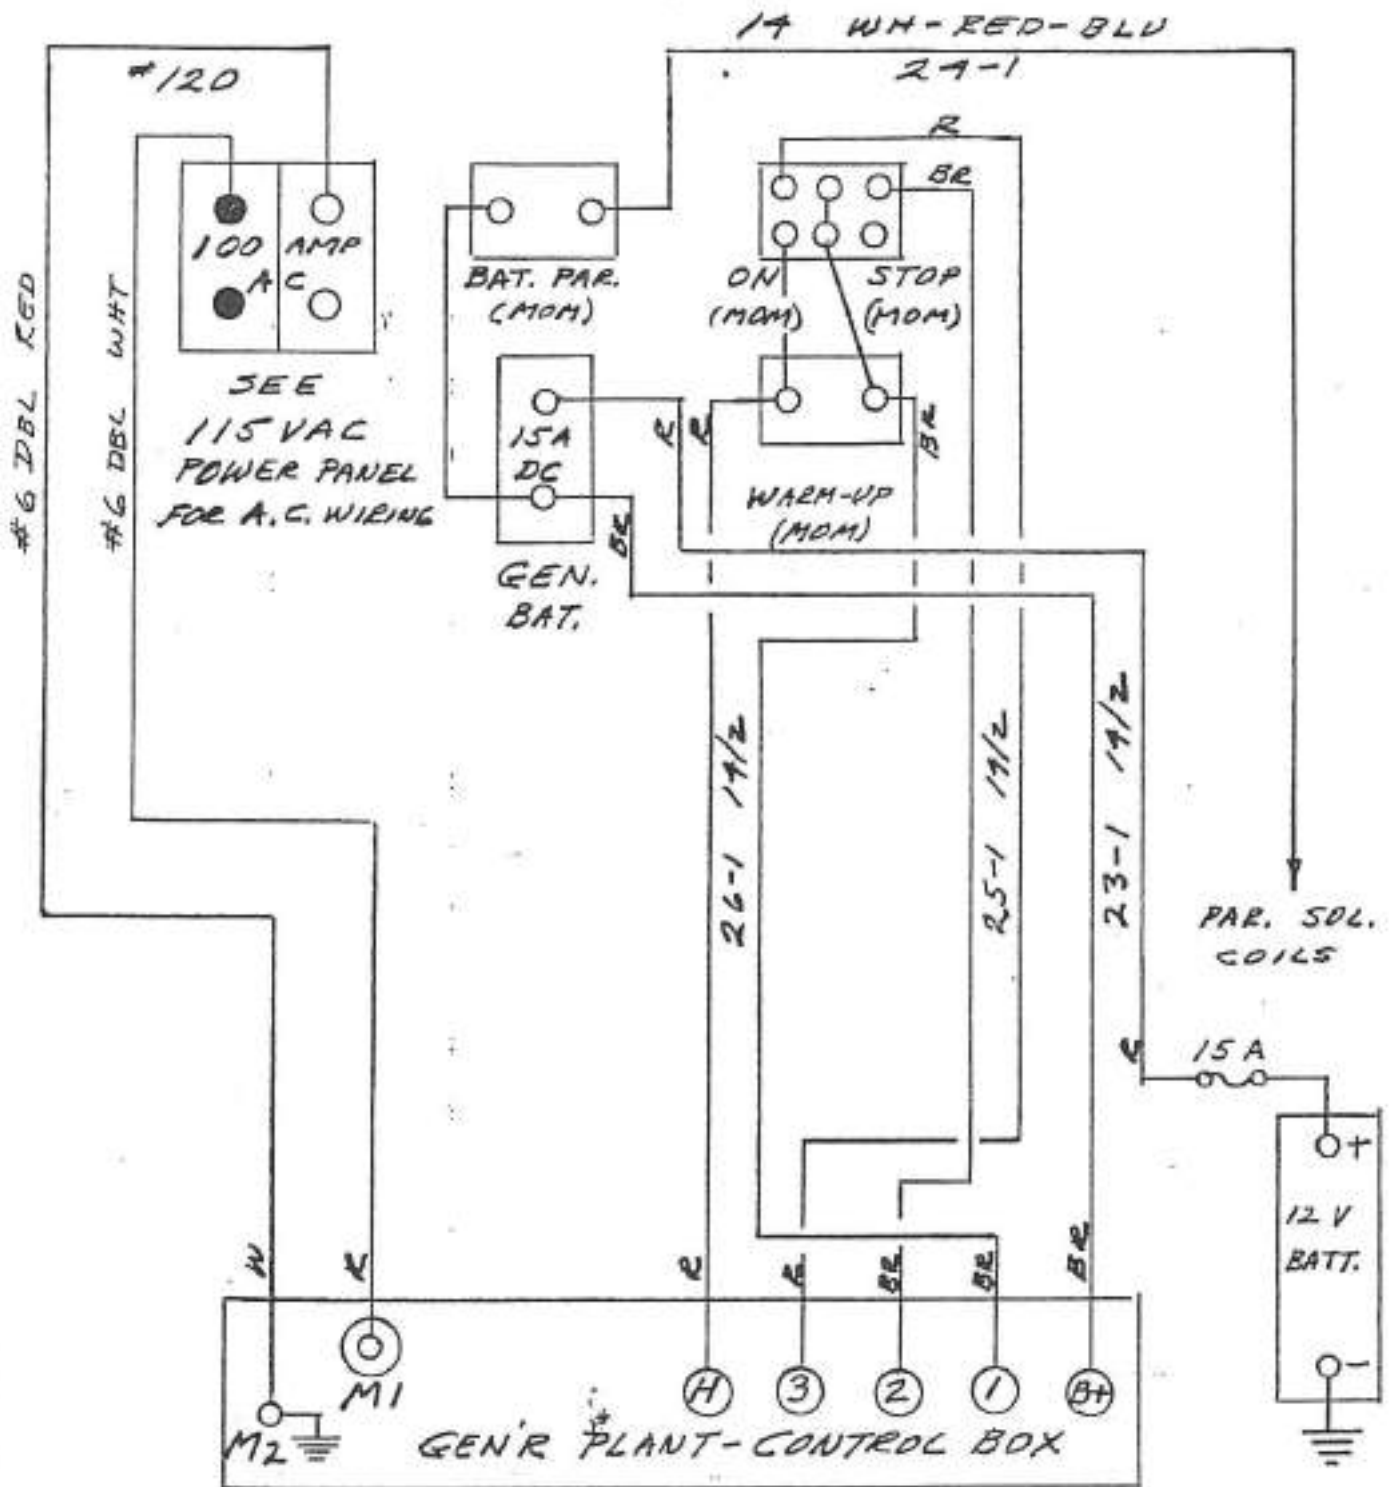 14 WH-RED-BLU
24-1
#120
R
BR
100 AMP
A C
BAT. PAR.
(MOM)
ON
(MOM)
STOP
(MOM)
#6 DBL RED
#6 DBL WHT
SEE
115 VAC
POWER PANEL
FOR A.C. WIRING
15A
DC
R
R
BR
WARM-UP
(MOM)
BR
GEN.
BAT.
26-1 14/2
25-1 14/2
23-1 14/2
PAR. SOL.
COILS
R
15 A
+
12 V
BATT.
-
W
R
R
R
BR
BR
BR
M1
M2
H
3
2
1
B+
GEN'R PLANT-CONTROL BOX